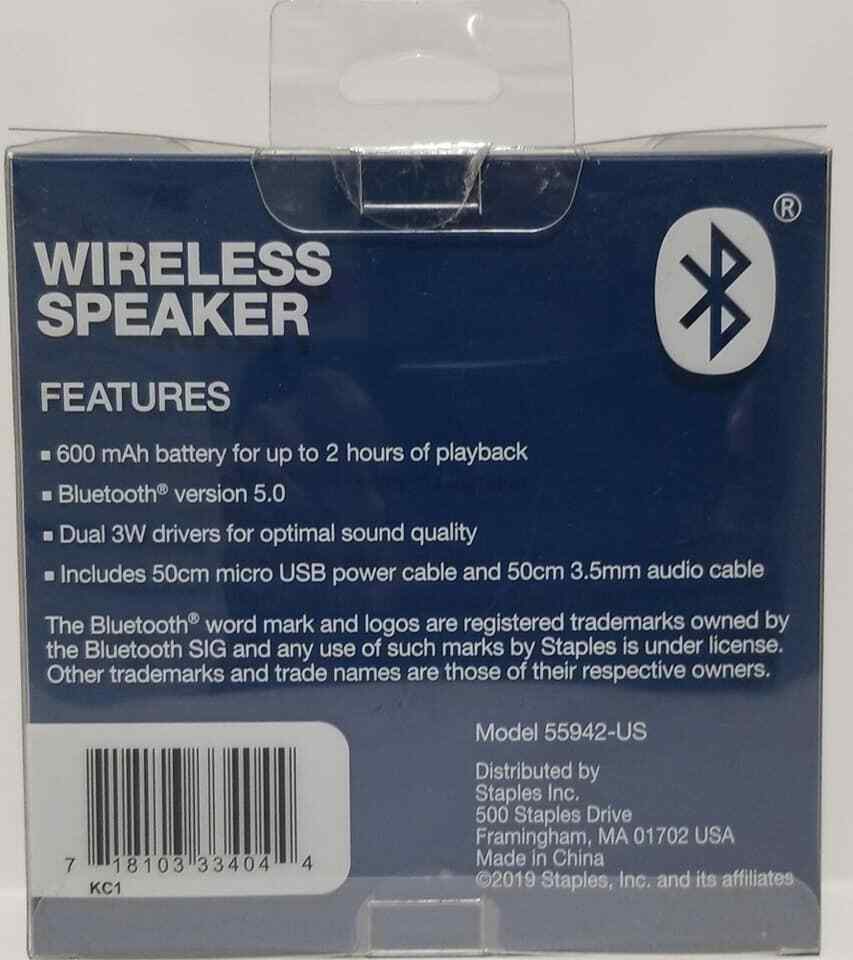 ®
WIRELESS
SPEAKER
FEATURES
▪ 600 mAh battery for up to 2 hours of playback
▪ Bluetooth® version 5.0
▪ Dual 3W drivers for optimal sound quality
▪ Includes 50cm micro USB power cable and 50cm 3.5mm audio cable
The Bluetooth® word mark and logos are registered trademarks owned by
the Bluetooth SIG and any use of such marks by Staples is under license.
Other trademarks and trade names are those of their respective owners.
Model 55942-US
Distributed by
Staples Inc.
500 Staples Drive
Framingham, MA 01702 USA
Made in China
©2019 Staples, Inc. and its affiliates
7 18103 33404 4
KC1